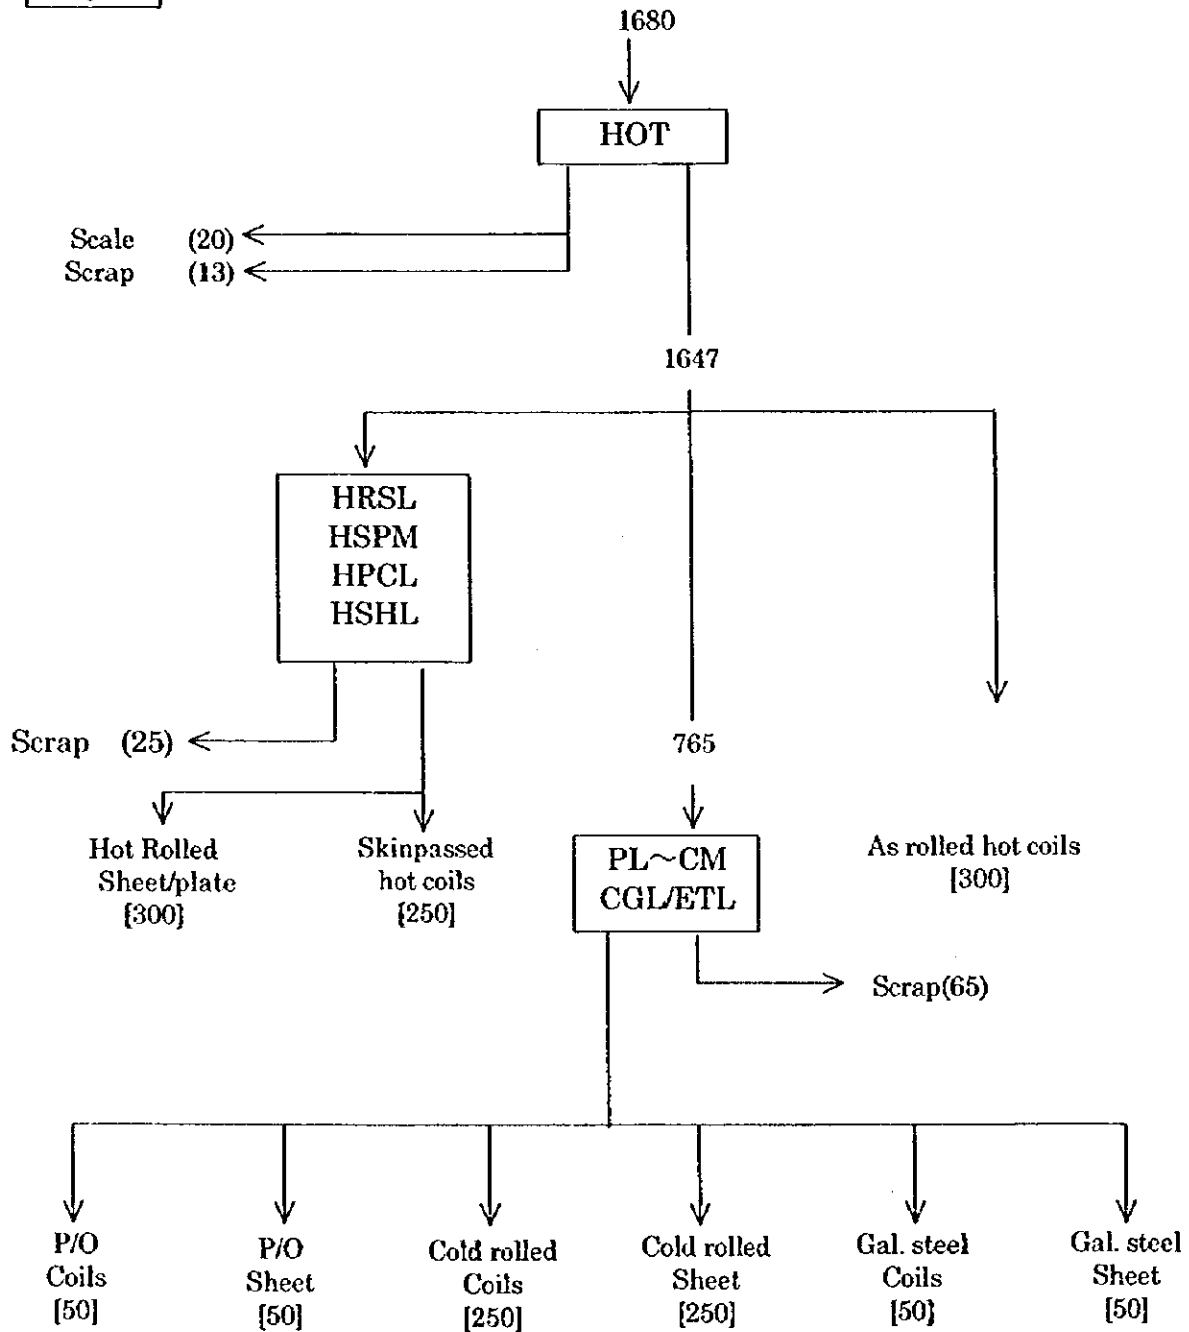 1680
HOT
Scale (20)
Scrap (13)
1647
HRSL
HSPM
HPCL
HSHL
Scrap (25)
765
Hot Rolled
Sheet/plate
[300]
Skinpassed
hot coils
[250]
PL~CM
CGL/ETL
As rolled hot coils
[300]
Scrap(65)
P/O
Coils
[50]
P/O
Sheet
[50]
Cold rolled
Coils
[250]
Cold rolled
Sheet
[250]
Gal. steel
Coils
[50]
Gal. steel
Sheet
[50]